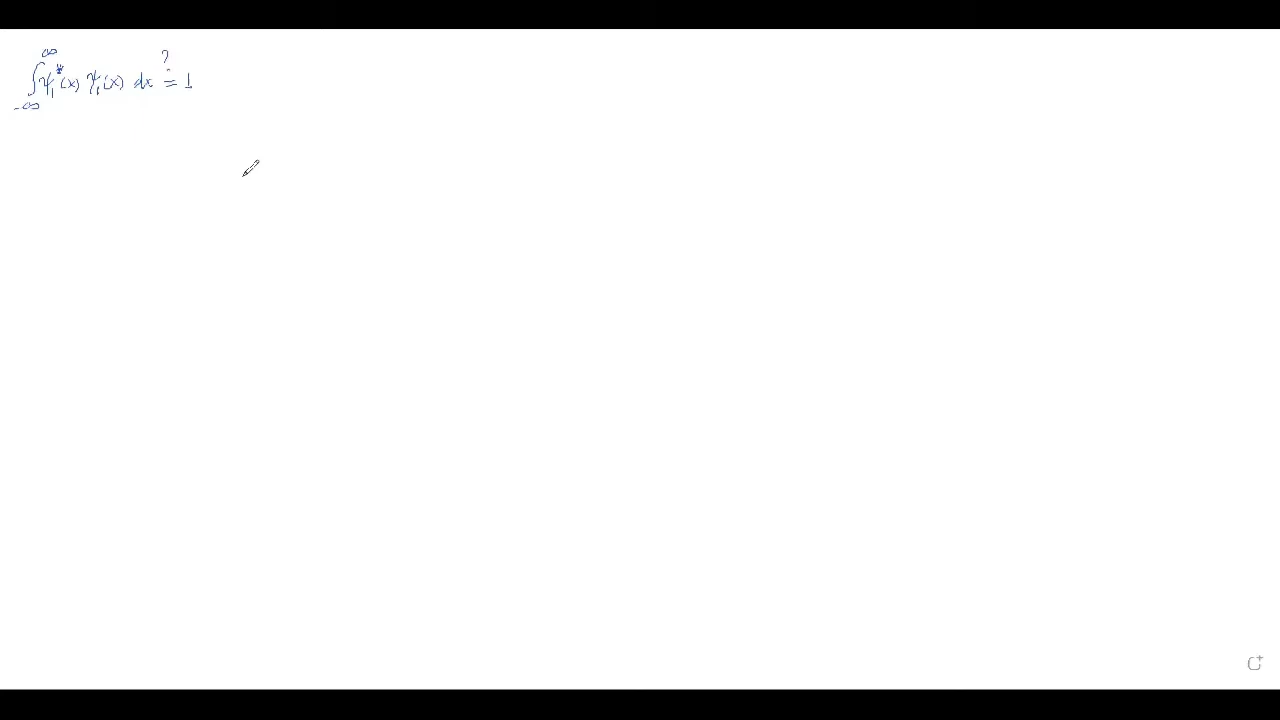 ∫_{-∞}^{∞} ψ₁*(x) ψ₁(x) dx ≟ 1